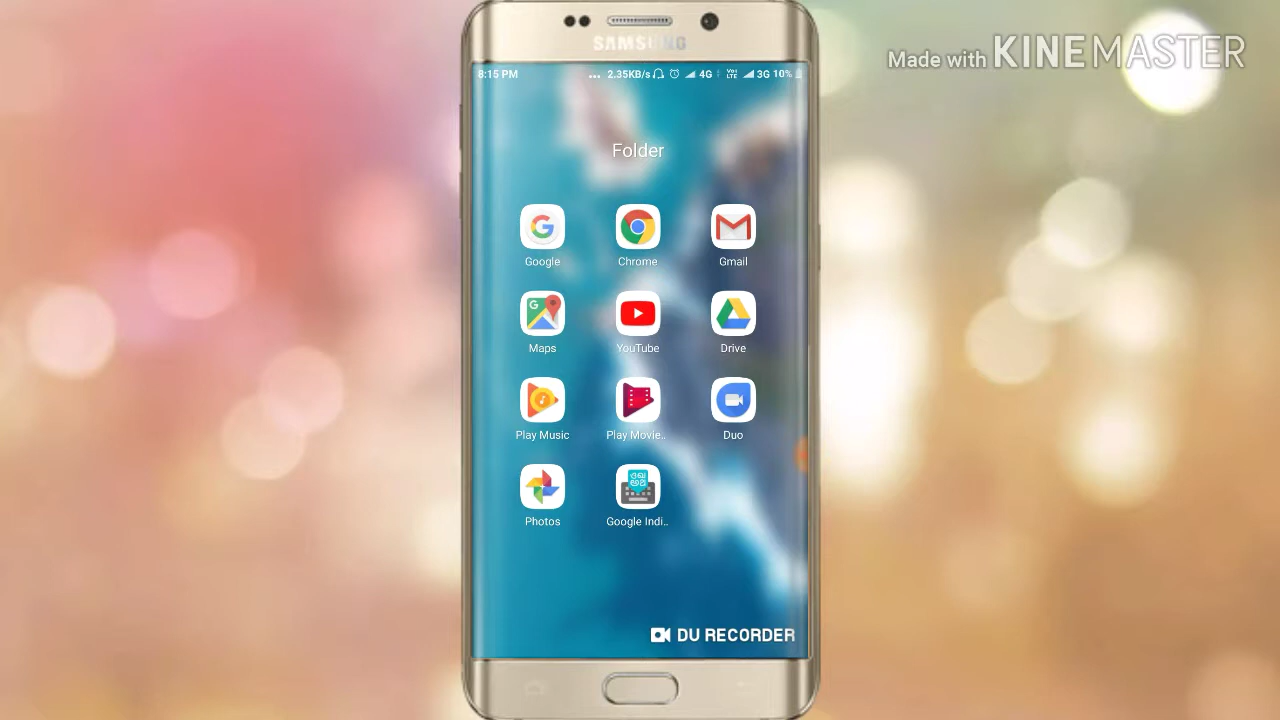 Made with KINEMASTER
SAMSUNG
8:15 PM ... 2.35KB/s 4G VoLTE 3G 10%
Folder
Google Chrome Gmail
Maps YouTube Drive
Play Music Play Movie.. Duo
Photos Google Indi..
DU RECORDER